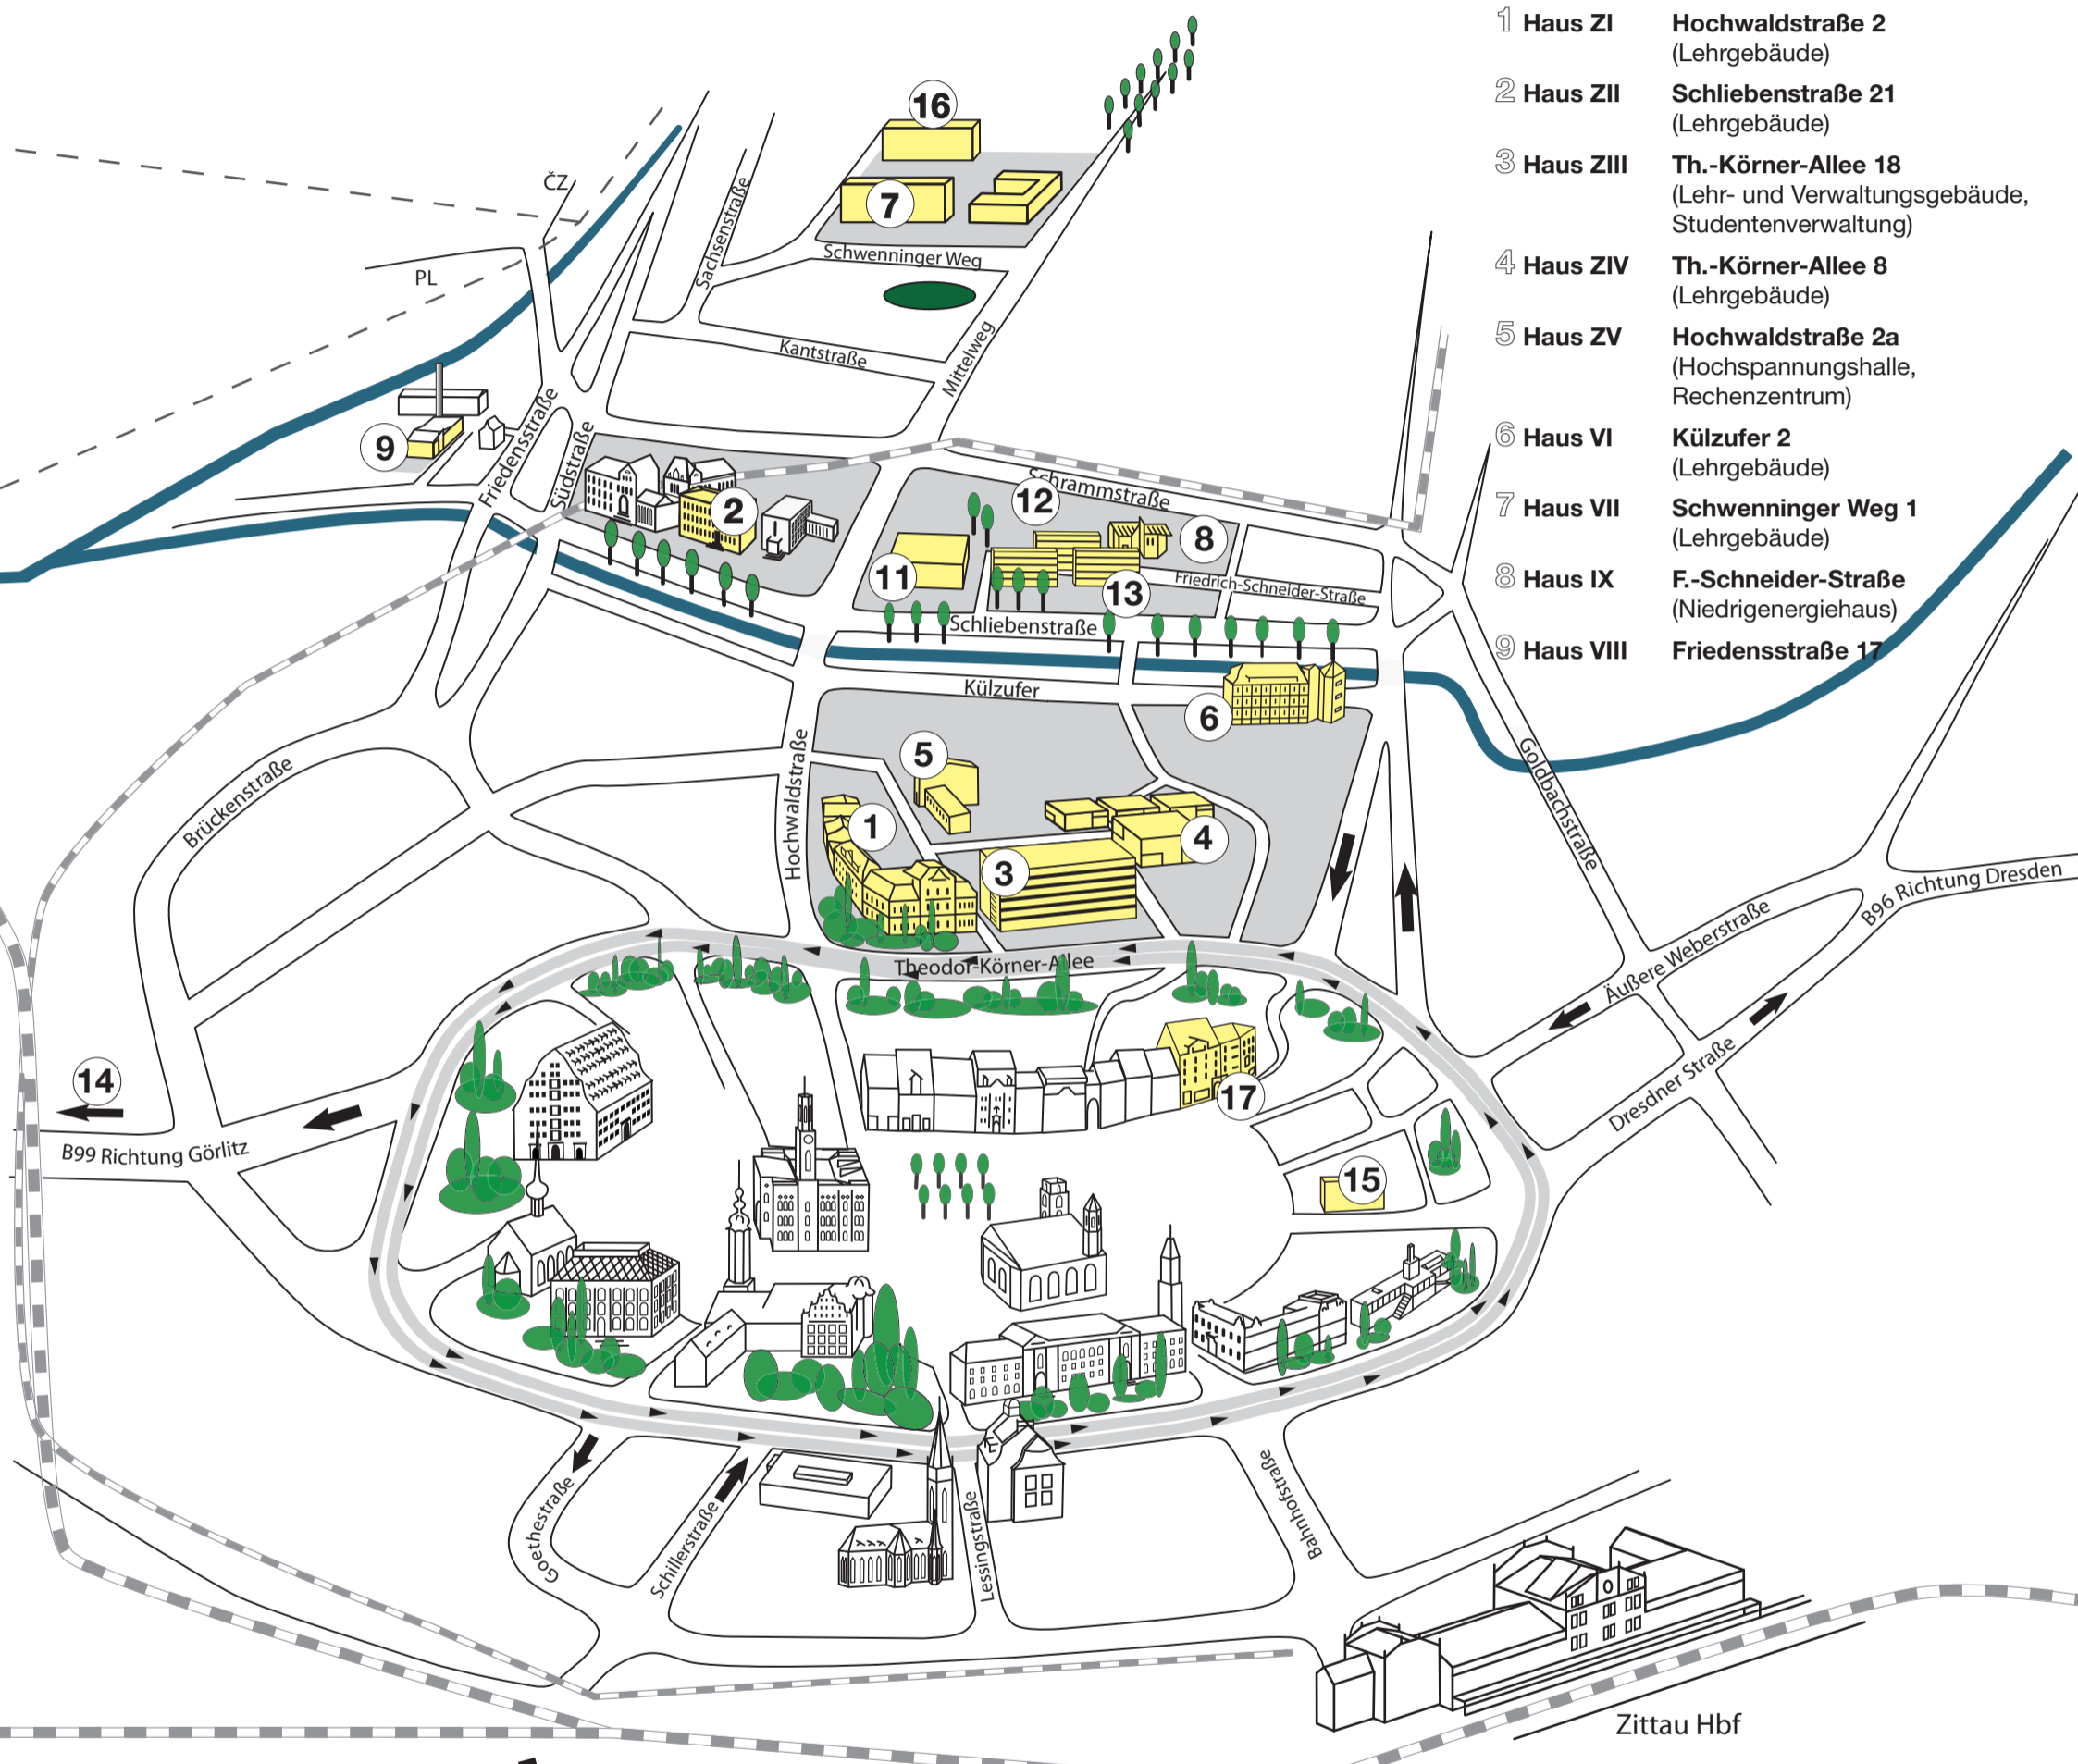 1 Haus ZI Hochwaldstraße 2
(Lehrgebäude)
2 Haus ZII Schliebenstraße 21
(Lehrgebäude)
3 Haus ZIII Th.-Körner-Allee 18
(Lehr- und Verwaltungsgebäude,
Studentenverwaltung)
4 Haus ZIV Th.-Körner-Allee 8
(Lehrgebäude)
5 Haus ZV Hochwaldstraße 2a
(Hochspannungshalle,
Rechenzentrum)
6 Haus VI Külzufer 2
(Lehrgebäude)
7 Haus VII Schwenninger Weg 1
(Lehrgebäude)
8 Haus IX F.-Schneider-Straße
(Niedrigenergiehaus)
9 Haus VIII Friedensstraße 17
16
ČZ
Sachsenstraße
7
Schwenninger Weg
PL
Kantstraße
Mittelweg
9
Friedensstraße
Südstraße
2
Schrammstraße
12
8
11
Friedrich-Schneider-Straße
13
Schliebenstraße
Külzufer
6
5
Hochwaldstraße
Goldbachstraße
Brückenstraße
1
4
3
B96 Richtung Dresden
Äußere Weberstraße
Theodor-Körner-Allee
14
17
Dresdner Straße
B99 Richtung Görlitz
15
Goethestraße
Schillerstraße
Lessingstraße
Bahnhofstraße
Zittau Hbf